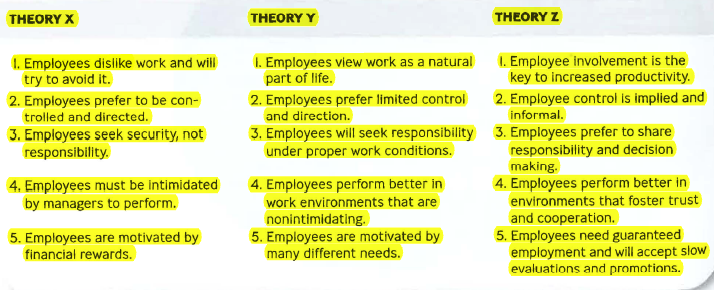 THEORY X
THEORY Y
THEORY Z
1. Employees dislike work and will
try to avoid it.
2. Employees prefer to be con-
trolled and directed.
3. Employees seek security, not
responsibility.
4. Employees must be intimidated
by managers to perform.
5. Employees are motivated by
financial rewards.
1. Employees view work as a natural
part of life.
2. Employees prefer limited control
and direction.
3. Employees will seek responsibility
under proper work conditions.
4. Employees perform better in
work environments that are
nonintimidating.
5. Employees are motivated by
many different needs.
1. Employee involvement is the
key to increased productivity.
2. Employee control is implied and
informal.
3. Employees prefer to share
responsibility and decision
making.
4. Employees perform better in
environments that foster trust
and cooperation.
5. Employees need guaranteed
employment and will accept slow
evaluations and promotions.